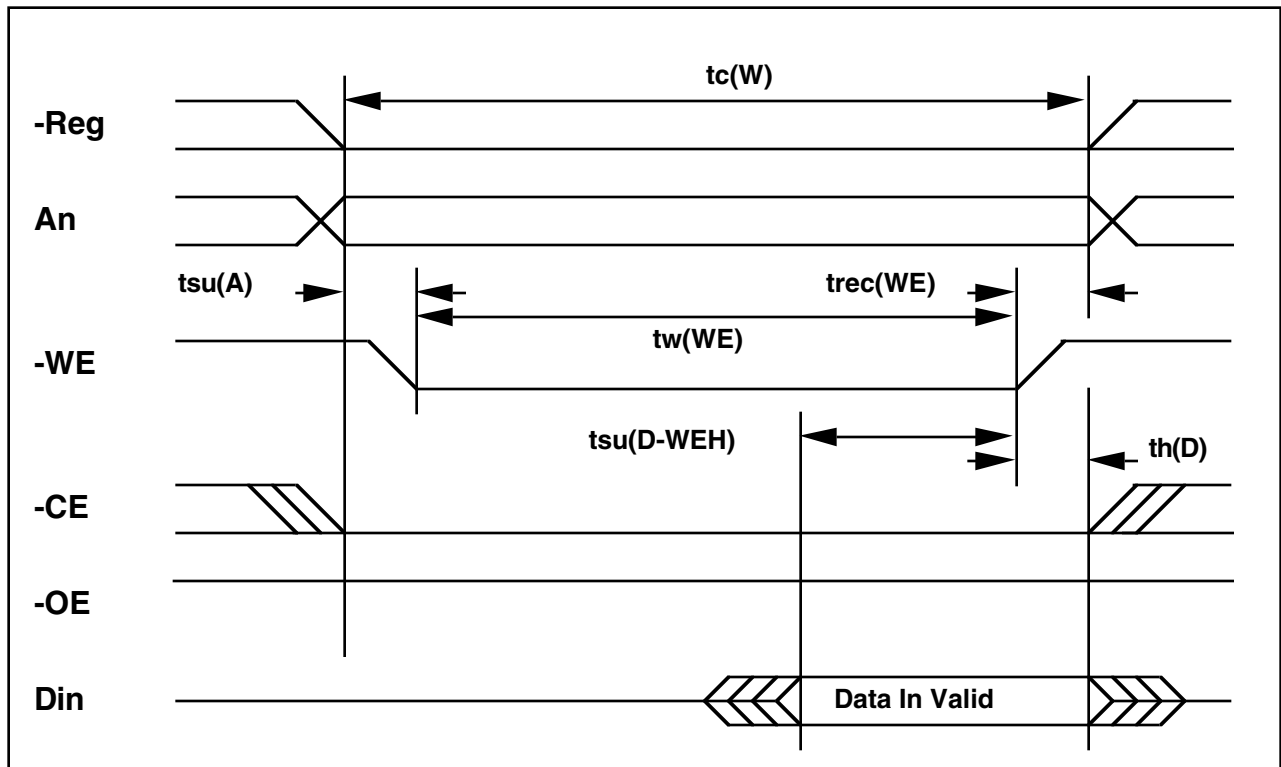 tc(W)
-Reg
An
tsu(A)
trec(WE)
tw(WE)
-WE
tsu(D-WEH)
th(D)
-CE
-OE
Din
Data In Valid